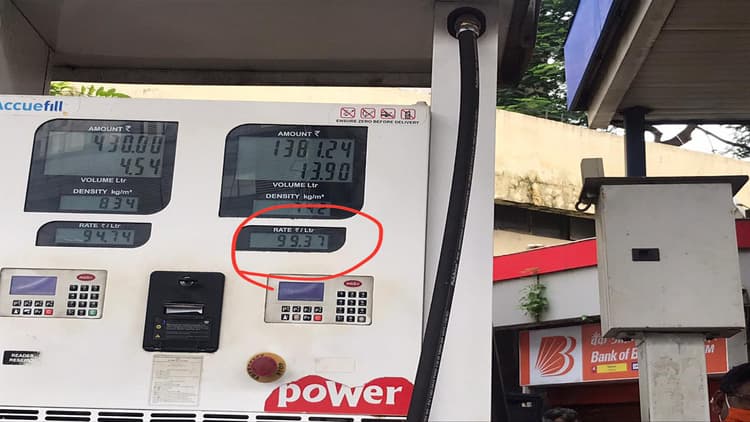 Accuefill
ENSURE ZERO BEFORE DELIVERY
AMOUNT ₹
430.00
4.54
VOLUME Ltr
DENSITY kg/m³
834
RATE ₹/Ltr
94.74
AMOUNT ₹
1381.24
13.90
VOLUME Ltr
DENSITY kg/m³
RATE ₹/Ltr
99.37
READER
power
Bank of B